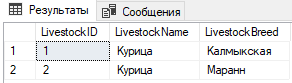 Результаты Сообщения
LivestockID LivestockName LivestockBreed
1 1 Курица Калмыкская
2 2 Курица Маранн